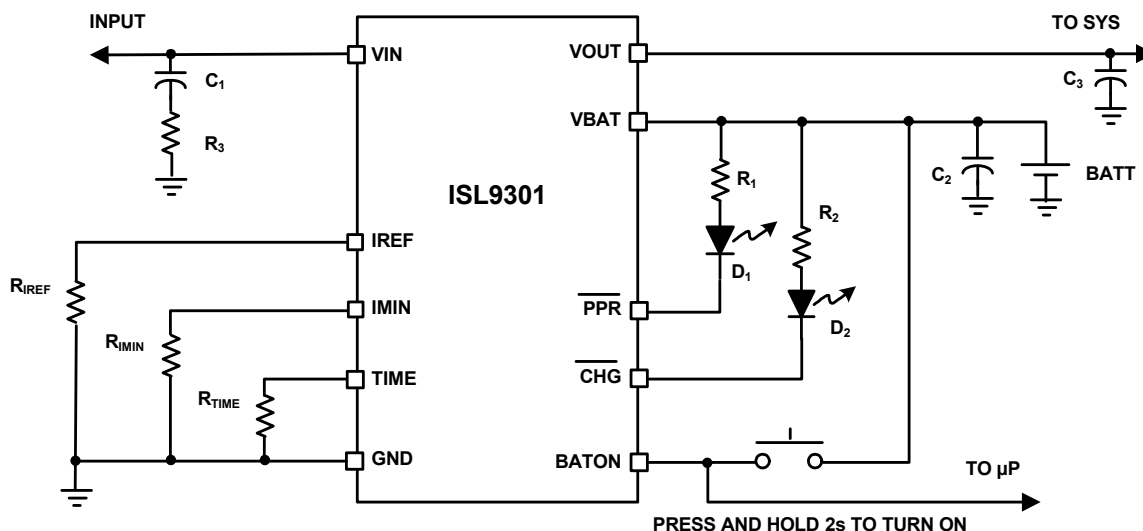 INPUT
TO SYS
VIN
VOUT
C1
C3
VBAT
R3
R1
C2
BATT
ISL9301
R2
IREF
D1
RIREF
IMIN
PPR
D2
RIMIN
CHG
TIME
RTIME
GND
BATON
TO µP
PRESS AND HOLD 2s TO TURN ON